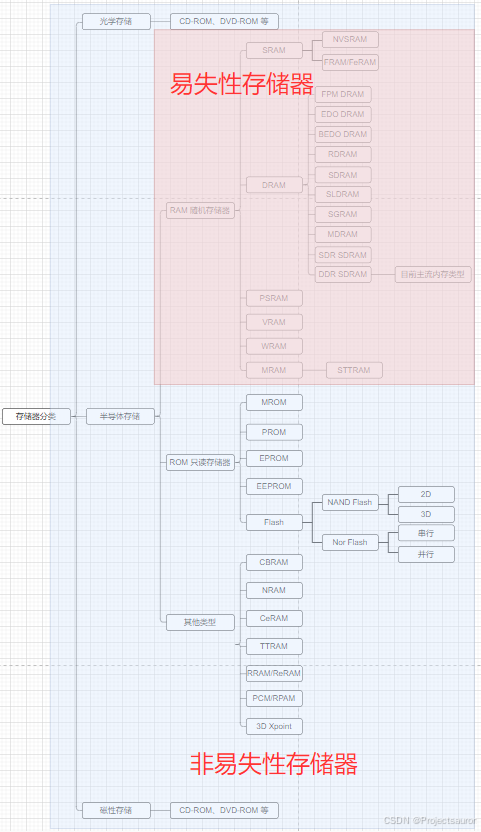 光学存储
CD-ROM、DVD-ROM 等
SRAM
NVSRAM
FRAM/FeRAM
易失性存储器
DRAM
FPM DRAM
EDO DRAM
BEDO DRAM
RDRAM
SDRAM
SLDRAM
SGRAM
MDRAM
SDR SDRAM
DDR SDRAM
目前主流内存类型
RAM 随机存储器
PSRAM
VRAM
WRAM
MRAM
STTRAM
存储器分类
半导体存储
MROM
PROM
EPROM
EEPROM
ROM 只读存储器
Flash
NAND Flash
2D
3D
Nor Flash
串行
并行
CBRAM
NRAM
CeRAM
其他类型
TTRAM
RRAM/ReRAM
PCM/RPAM
3D Xpoint
非易失性存储器
磁性存储
CD-ROM、DVD-ROM 等
CSDN @Projectsauror